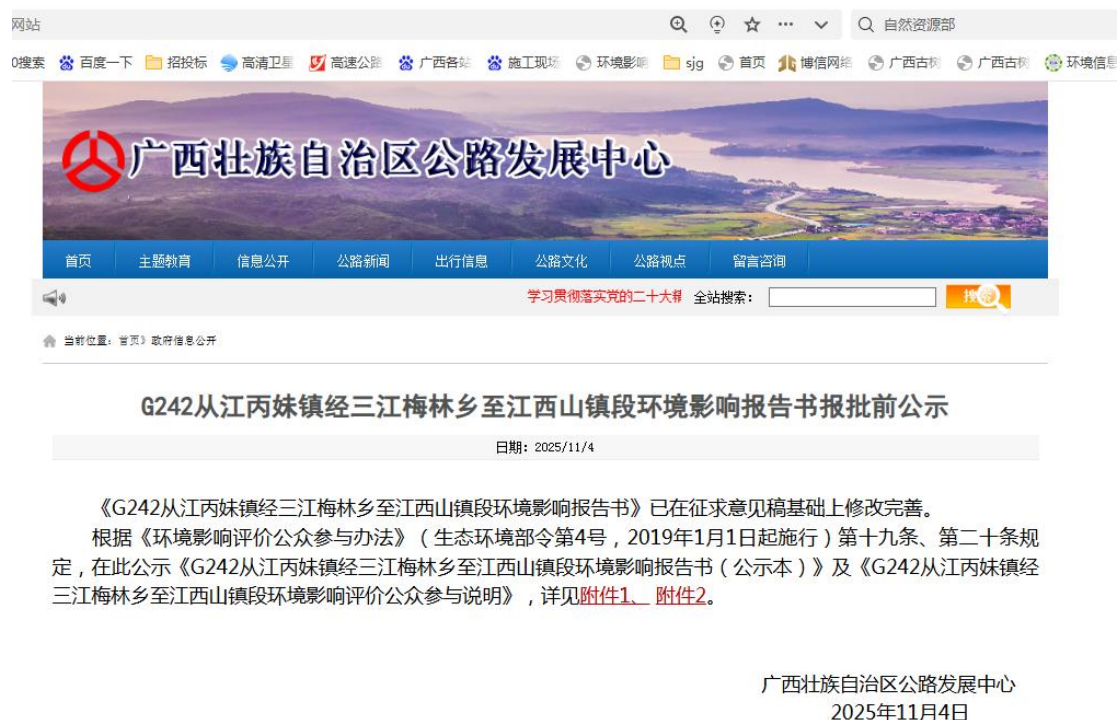 网站
自然资源部
0搜索 百度一下 招投标 高清卫星 高速公路 广西各站 施工现场 环境影响 sjg 首页 博信网络 广西古树 广西古树 环境信息
广西壮族自治区公路发展中心
首页 主题教育 信息公开 公路新闻 出行信息 公路文化 公路视点 留言咨询
学习贯彻落实党的二十大精 全站搜索:
当前位置：首页》政府信息公开
G242从江丙妹镇经三江梅林乡至江西山镇段环境影响报告书报批前公示
日期：2025/11/4
《G242从江丙妹镇经三江梅林乡至江西山镇段环境影响报告书》已在征求意见稿基础上修改完善。
根据《环境影响评价公众参与办法》（生态环境部令第4号，2019年1月1日起施行）第十九条、第二十条规
定，在此公示《G242从江丙妹镇经三江梅林乡至江西山镇段环境影响报告书（公示本）》及《G242从江丙妹镇经
三江梅林乡至江西山镇段环境影响评价公众参与说明》，详见附件1、 附件2。
广西壮族自治区公路发展中心
2025年11月4日